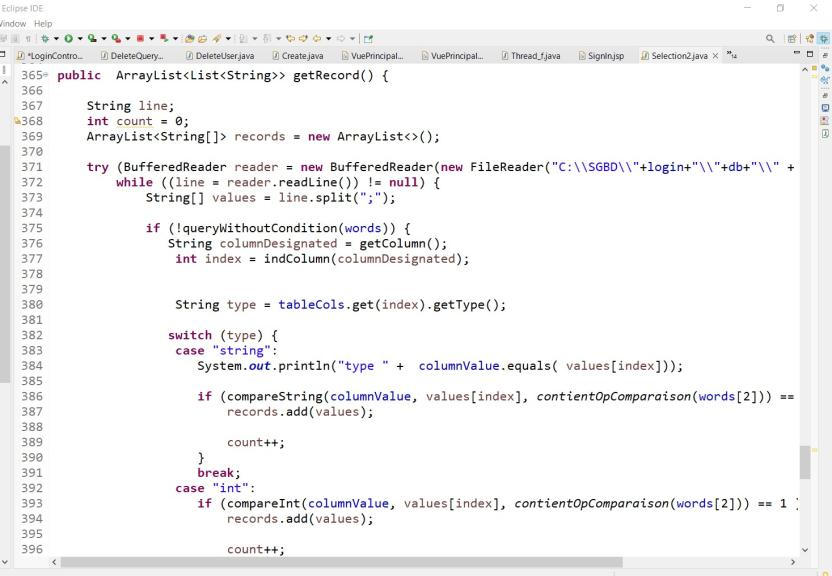 Eclipse IDE
Window Help
*LoginContro...  DeleteQuery...  DeleteUser.java  Create.java  VuePrincipal...  VuePrincipal...  Thread_f.java  SignIn.jsp  Selection2.java  14
365 public  ArrayList<List<String>> getRecord() {
366
367     String line;
368     int count = 0;
369     ArrayList<String[]> records = new ArrayList<>();
370
371     try (BufferedReader reader = new BufferedReader(new FileReader("C:\\SGBD\\"+login+"\\"+db+"\\" +
372         while ((line = reader.readLine()) != null) {
373             String[] values = line.split(";");
374
375             if (!queryWithoutCondition(words)) {
376                String columnDesignated = getColumn();
377                 int index = indColumn(columnDesignated);
378
379
380                 String type = tableCols.get(index).getType();
381
382                switch (type) {
383                 case "string":
384                    System.out.println("type " +  columnValue.equals( values[index]));
385
386                    if (compareString(columnValue, values[index], contientOpComparaison(words[2])) ==
387                        records.add(values);
388
389                        count++;
390                    }
391                    break;
392                 case "int":
393                    if (compareInt(columnValue, values[index], contientOpComparaison(words[2])) == 1 )
394                        records.add(values);
395
396                        count++;